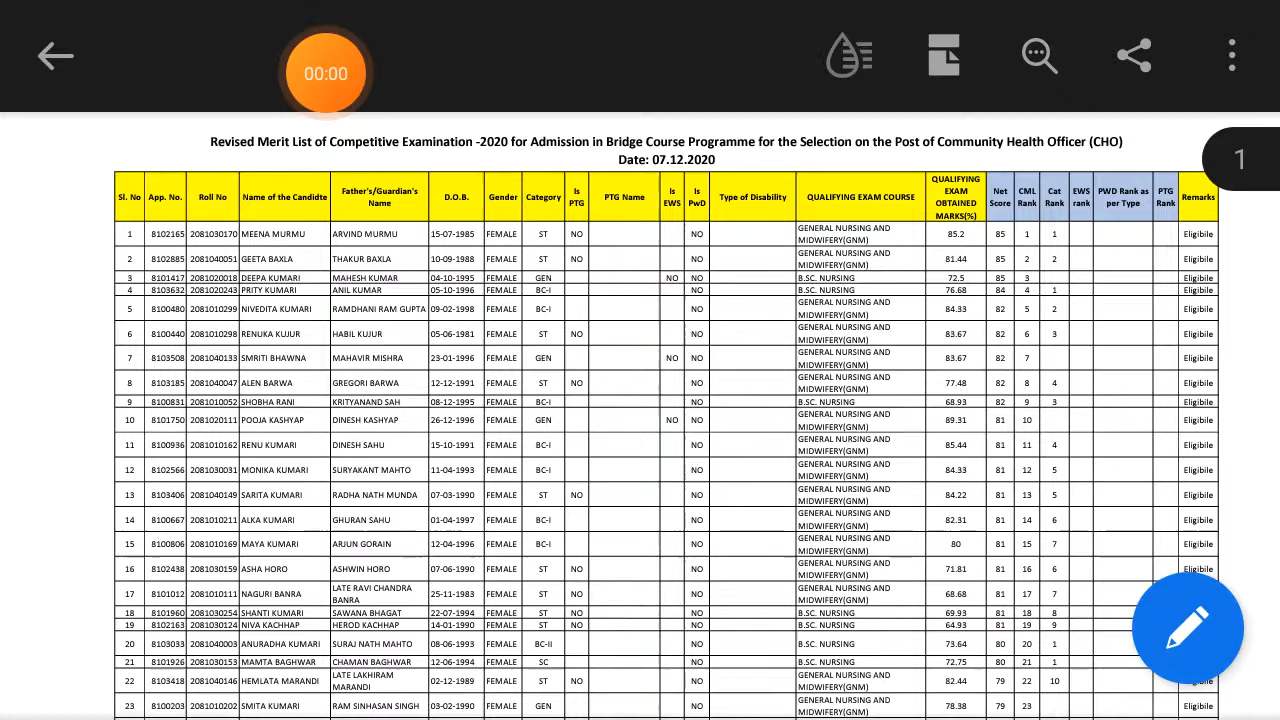 00:00
1
Revised Merit List of Competitive Examination -2020 for Admission in Bridge Course Programme for the Selection on the Post of Community Health Officer (CHO)
Date: 07.12.2020
Sl. No App. No. Roll No Name of the Candidte Father's/Guardian's Name D.O.B. Gender Category Is PTG PTG Name Is EWS Is PwD Type of Disability QUALIFYING EXAM COURSE QUALIFYING EXAM OBTAINED MARKS(%) Net Score CML Rank Cat Rank EWS rank PWD Rank as per Type PTG Rank Remarks
1 8102165 2081030170 MEENA MURMU ARVIND MURMU 15-07-1985 FEMALE ST NO NO GENERAL NURSING AND MIDWIFERY(GNM) 85.2 85 1 1 Eligibile
2 8102885 2081040051 GEETA BAXLA THAKUR BAXLA 10-09-1988 FEMALE ST NO NO GENERAL NURSING AND MIDWIFERY(GNM) 81.44 85 2 2 Eligibile
3 8101417 2081020018 DEEPA KUMARI MAHESH KUMAR 04-10-1995 FEMALE GEN NO NO B.SC. NURSING 72.5 85 3 Eligibile
4 8103632 2081020243 PRITY KUMARI ANIL KUMAR 05-10-1996 FEMALE BC-I NO B.SC. NURSING 76.68 84 4 1 Eligibile
5 8100480 2081010299 NIVEDITA KUMARI RAMDHANI RAM GUPTA 09-02-1998 FEMALE BC-I NO GENERAL NURSING AND MIDWIFERY(GNM) 84.33 82 5 2 Eligibile
6 8100440 2081010298 RENUKA KUJUR HABIL KUJUR 05-06-1981 FEMALE ST NO NO GENERAL NURSING AND MIDWIFERY(GNM) 83.67 82 6 3 Eligibile
7 8103508 2081040133 SMRITI BHAWNA MAHAVIR MISHRA 23-01-1996 FEMALE GEN NO NO GENERAL NURSING AND MIDWIFERY(GNM) 83.67 82 7 Eligibile
8 8103185 2081040047 ALEN BARWA GREGORI BARWA 12-12-1991 FEMALE ST NO NO GENERAL NURSING AND MIDWIFERY(GNM) 77.48 82 8 4 Eligibile
9 8100831 2081010052 SHOBHA RANI KRITYANAND SAH 08-12-1995 FEMALE BC-I NO B.SC. NURSING 68.93 82 9 3 Eligibile
10 8101750 2081020111 POOJA KASHYAP DINESH KASHYAP 26-12-1996 FEMALE GEN NO NO GENERAL NURSING AND MIDWIFERY(GNM) 89.31 81 10 Eligibile
11 8100936 2081010162 RENU KUMARI DINESH SAHU 15-10-1991 FEMALE BC-I NO GENERAL NURSING AND MIDWIFERY(GNM) 85.44 81 11 4 Eligibile
12 8102566 2081030031 MONIKA KUMARI SURYAKANT MAHTO 11-04-1993 FEMALE BC-I NO GENERAL NURSING AND MIDWIFERY(GNM) 84.33 81 12 5 Eligibile
13 8103406 2081040149 SARITA KUMARI RADHA NATH MUNDA 07-03-1990 FEMALE ST NO NO GENERAL NURSING AND MIDWIFERY(GNM) 84.22 81 13 5 Eligibile
14 8100667 2081010211 ALKA KUMARI GHURAN SAHU 01-04-1997 FEMALE BC-I NO GENERAL NURSING AND MIDWIFERY(GNM) 82.31 81 14 6 Eligibile
15 8100806 2081010169 MAYA KUMARI ARJUN GORAIN 12-04-1996 FEMALE BC-I NO GENERAL NURSING AND MIDWIFERY(GNM) 80 81 15 7 Eligibile
16 8102438 2081030159 ASHA HORO ASHWIN HORO 07-06-1990 FEMALE ST NO NO GENERAL NURSING AND MIDWIFERY(GNM) 71.81 81 16 6 Eligibile
17 8101012 2081010111 NAGURI BANRA LATE RAVI CHANDRA BANRA 25-11-1983 FEMALE ST NO NO GENERAL NURSING AND MIDWIFERY(GNM) 68.68 81 17 7
18 8101960 2081030254 SHANTI KUMARI SAWANA BHAGAT 22-07-1994 FEMALE ST NO NO B.SC. NURSING 69.93 81 18 8
19 8102163 2081030124 NIVA KACHHAP HEROD KACHHAP 14-01-1990 FEMALE ST NO NO B.SC. NURSING 64.93 81 19 9
20 8103033 2081040003 ANURADHA KUMARI SURAJ NATH MAHTO 08-06-1993 FEMALE BC-II NO GENERAL NURSING AND MIDWIFERY(GNM) 73.64 80 20 1
21 8101926 2081030153 MAMTA BAGHWAR CHAMAN BAGHWAR 12-06-1994 FEMALE SC NO B.SC. NURSING 72.75 80 21 1
22 8103418 2081040146 HEMLATA MARANDI LATE LAKHIRAM MARANDI 02-12-1989 FEMALE ST NO NO GENERAL NURSING AND MIDWIFERY(GNM) 82.44 79 22 10
23 8100203 2081010202 SMITA KUMARI RAM SINHASAN SINGH 03-02-1990 FEMALE GEN NO NO GENERAL NURSING AND MIDWIFERY(GNM) 78.38 79 23 Eligibile